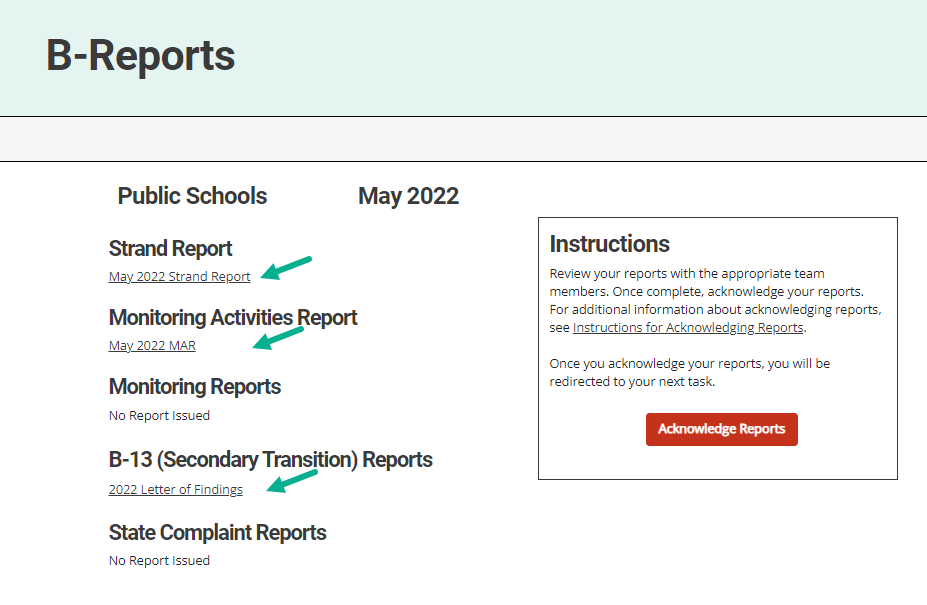 B-Reports
Public Schools
May 2022
Strand Report
May 2022 Strand Report
Monitoring Activities Report
May 2022 MAR
Monitoring Reports
No Report Issued
B-13 (Secondary Transition) Reports
2022 Letter of Findings
State Complaint Reports
No Report Issued
Instructions
Review your reports with the appropriate team
members. Once complete, acknowledge your reports.
For additional information about acknowledging reports,
see Instructions for Acknowledging Reports.
Once you acknowledge your reports, you will be
redirected to your next task.
Acknowledge Reports